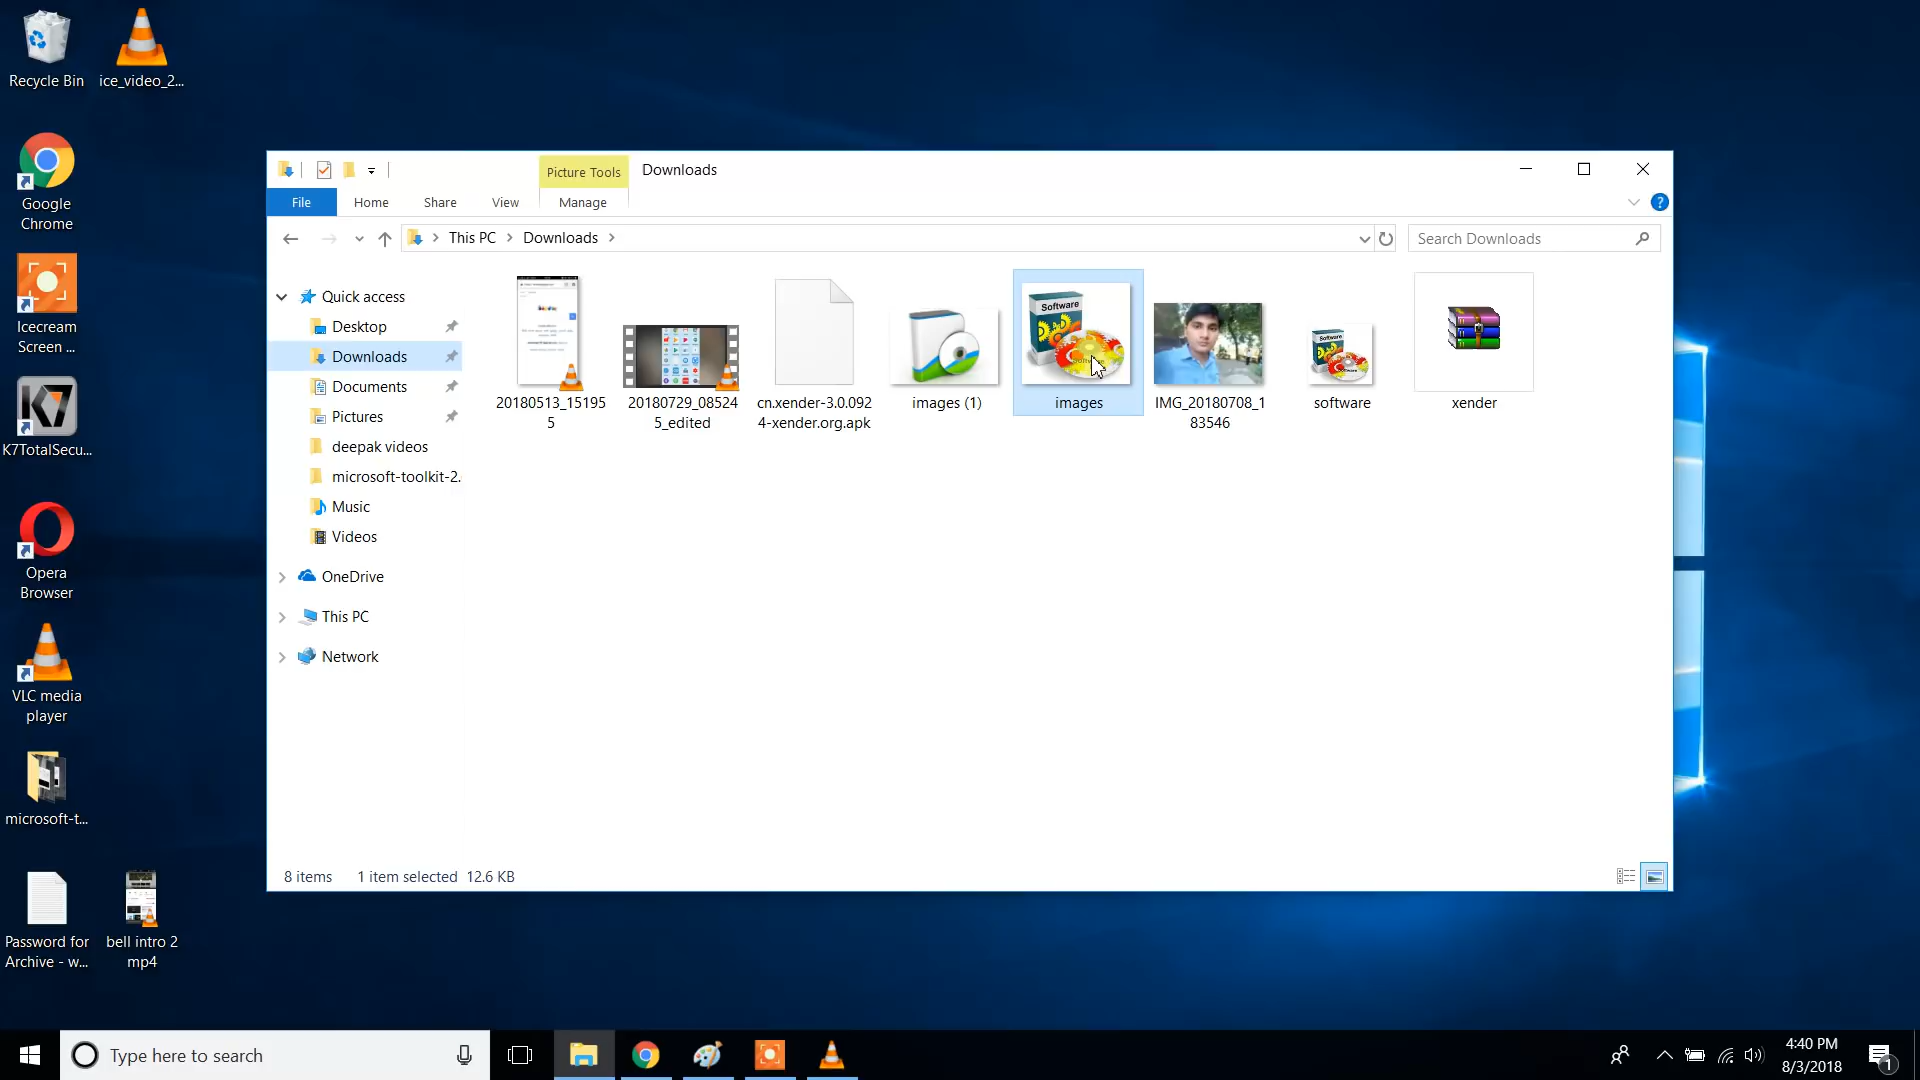 Recycle Bin
ice_video_2...
Google
Chrome
Icecream
Screen ...
K7TotalSecu...
Opera
Browser
VLC media
player
microsoft-t...
Password for
Archive - w...
bell intro 2
mp4
Picture Tools
Downloads
File
Home
Share
View
Manage
?
This PC
Downloads
Search Downloads
Quick access
Desktop
Downloads
Documents
Pictures
deepak videos
microsoft-toolkit-2.
Music
Videos
OneDrive
This PC
Network
20180513_15195
5
20180729_08524
5_edited
cn.xender-3.0.092
4-xender.org.apk
images (1)
Software
images
IMG_20180708_1
83546
software
xender
8 items
1 item selected
12.6 KB
Type here to search
4:40 PM
8/3/2018
1